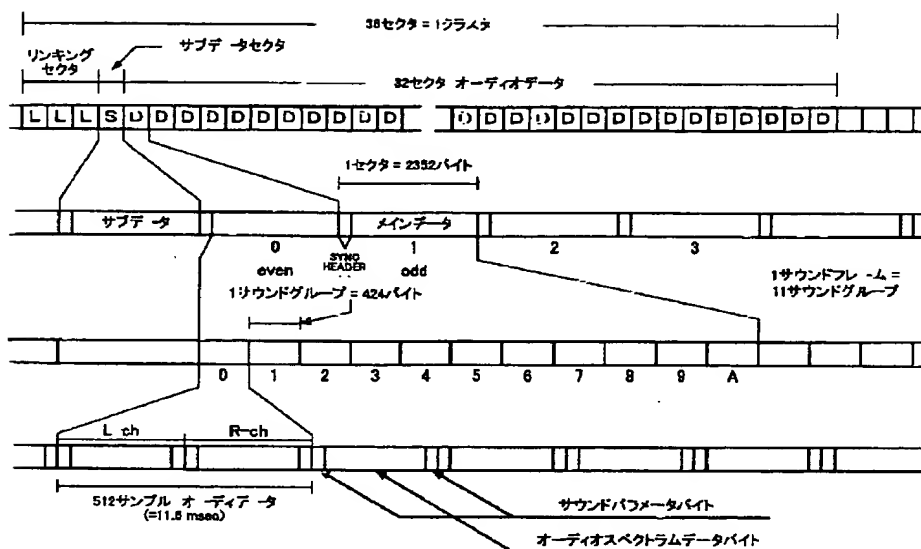 36セクタ=1クラスタ
サブデータセクタ
リンキング
セクタ
32セクタ オーディオデータ
L L L S D D D D D D D D D D D D D D D D D D D D D D D D D D
1セクタ = 2352バイト
サブデータ
メインデータ
0 1 2 3
even
SYNC
HEADER
odd
1サウンドグループ = 424バイト
1サウンドフレーム =
11サウンドグループ
0 1 2 3 4 5 6 7 8 9 A
L-ch
R-ch
512サンプル オーディデータ
(=11.6 msec)
サウンドパラメータバイト
オーディオスペクトラムデータバイト